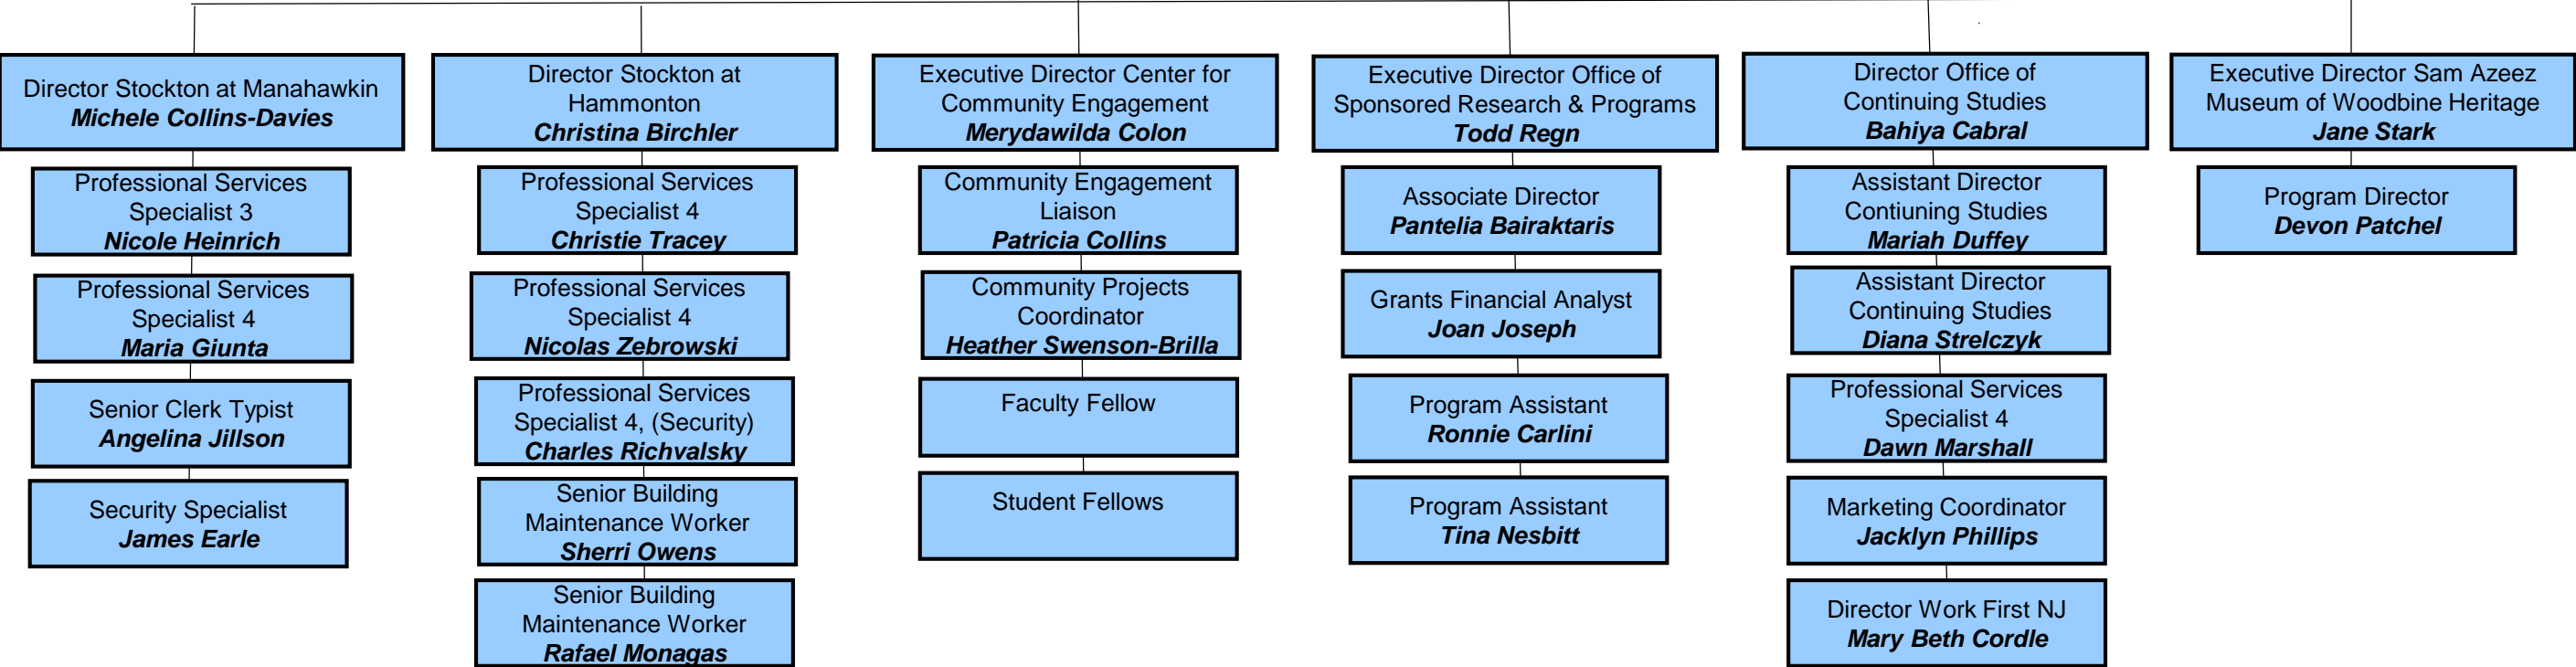 Director Stockton at Manahawkin
Michele Collins-Davies
Professional Services
Specialist 3
Nicole Heinrich
Professional Services
Specialist 4
Maria Giunta
Senior Clerk Typist
Angelina Jillson
Security Specialist
James Earle
Director Stockton at
Hammonton
Christina Birchler
Professional Services
Specialist 4
Christie Tracey
Professional Services
Specialist 4
Nicolas Zebrowski
Professional Services
Specialist 4, (Security)
Charles Richvalsky
Senior Building
Maintenance Worker
Sherri Owens
Senior Building
Maintenance Worker
Rafael Monagas
Executive Director Center for
Community Engagement
Merydawilda Colon
Community Engagement
Liaison
Patricia Collins
Community Projects
Coordinator
Heather Swenson-Brilla
Faculty Fellow
Student Fellows
Executive Director Office of
Sponsored Research & Programs
Todd Regn
Associate Director
Pantelia Bairaktaris
Grants Financial Analyst
Joan Joseph
Program Assistant
Ronnie Carlini
Program Assistant
Tina Nesbitt
Director Office of
Continuing Studies
Bahiya Cabral
Assistant Director
Contiuning Studies
Mariah Duffey
Assistant Director
Continuing Studies
Diana Strelczyk
Professional Services
Specialist 4
Dawn Marshall
Marketing Coordinator
Jacklyn Phillips
Director Work First NJ
Mary Beth Cordle
Executive Director Sam Azeez
Museum of Woodbine Heritage
Jane Stark
Program Director
Devon Patchel